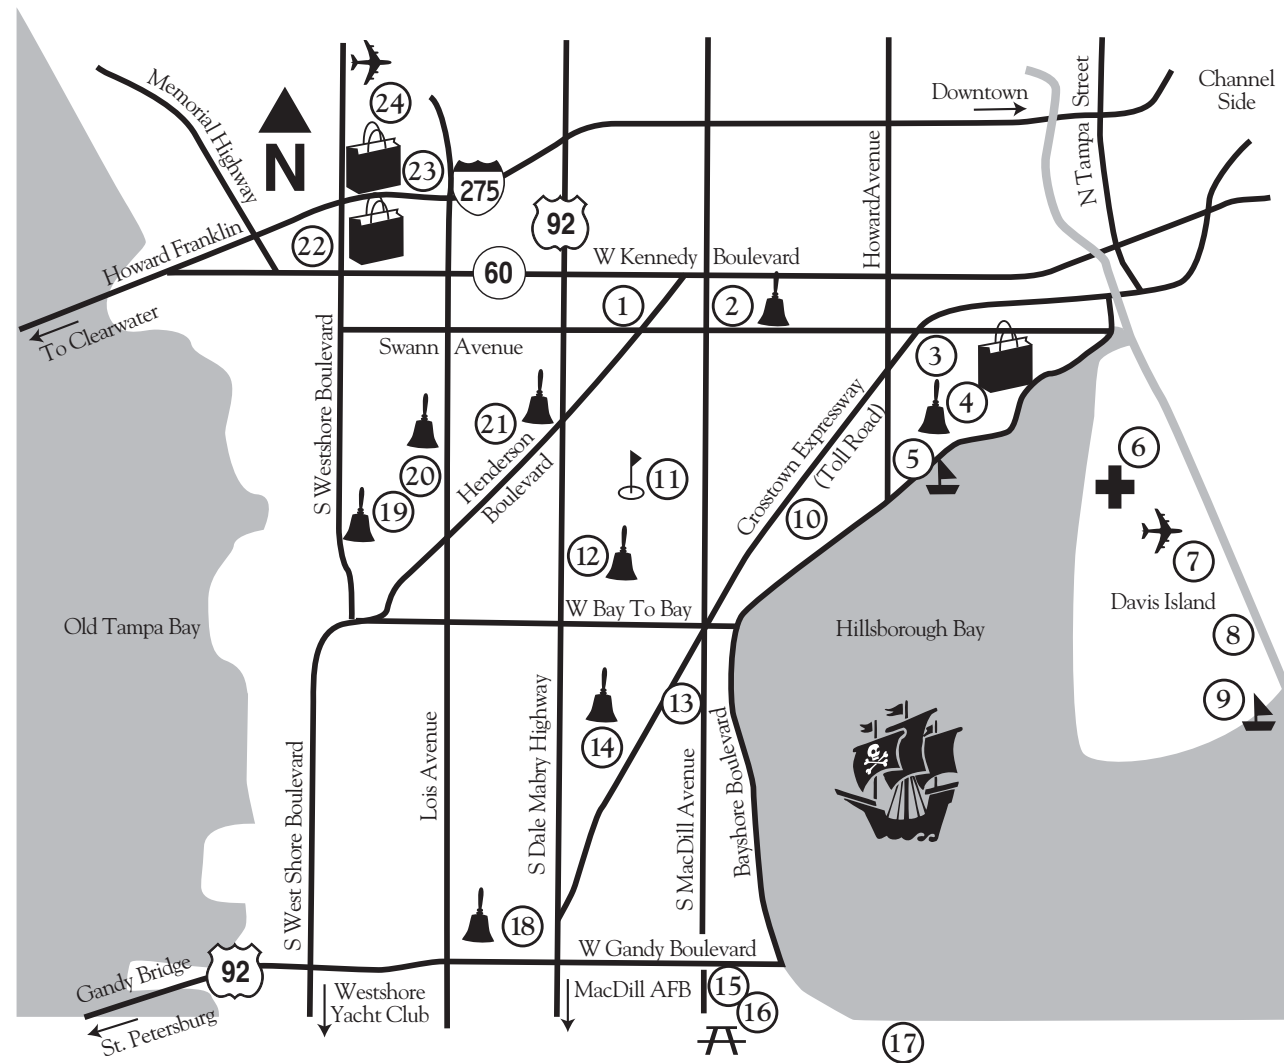 Memorial Highway
24
Downtown
N Tampa Street
Channel
Side
N
23
275
Howard Avenue
92
22
Howard Franklin
To Clearwater
60
W Kennedy Boulevard
1
2
Swann Avenue
S Westshore Boulevard
3
4
21
20
19
Henderson
Boulevard
11
12
Crosstown Expressway
(Toll Road)
5
10
6
7
Davis Island
8
9
Old Tampa Bay
W Bay To Bay
Hillsborough Bay
13
14
S West Shore Boulevard
Lois Avenue
S Dale Mabry Highway
S MacDill Avenue
Bayshore Boulevard
18
W Gandy Boulevard
92
Gandy Bridge
St. Petersburg
Westshore
Yacht Club
MacDill AFB
15
16
17